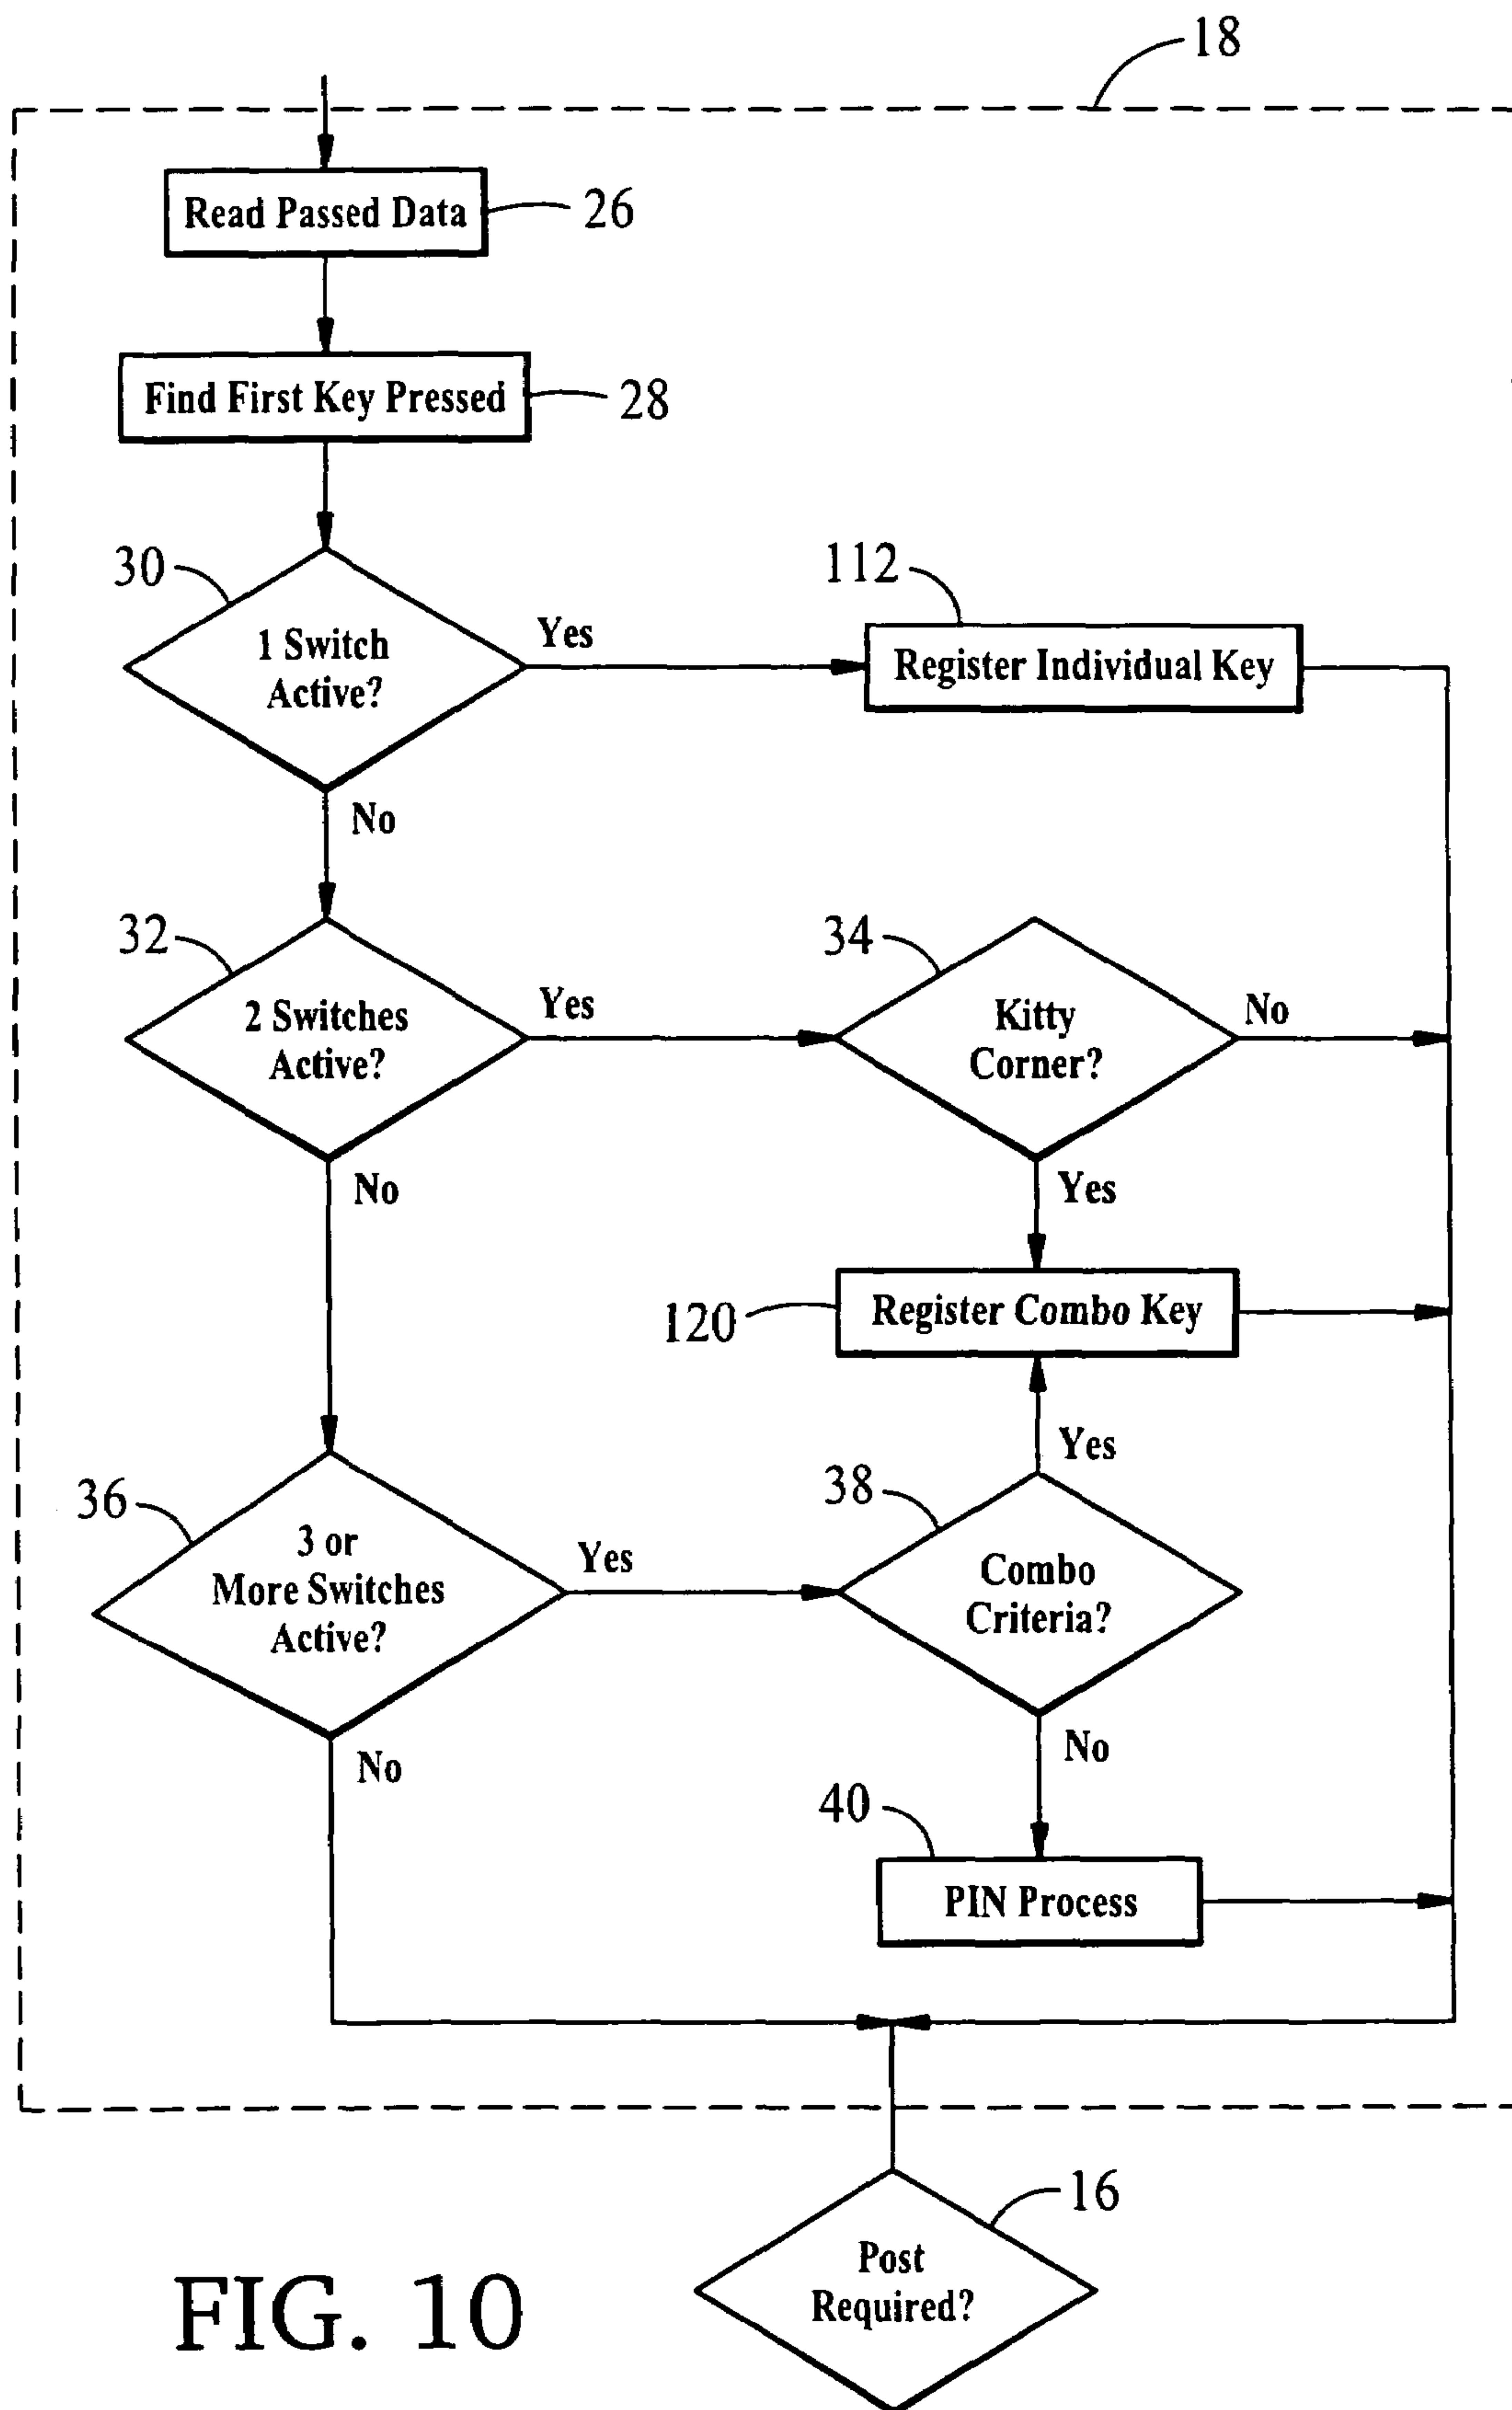 18
Read Passed Data
26
Find First Key Pressed
28
30
1 Switch
Active?
Yes
No
112
Register Individual Key
32
2 Switches
Active?
Yes
No
34
Kitty
Corner?
No
Yes
120
Register Combo Key
36
3 or
More Switches
Active?
Yes
No
38
Yes
Combo
Criteria?
No
40
PIN Process
16
Post
Required?
FIG. 10